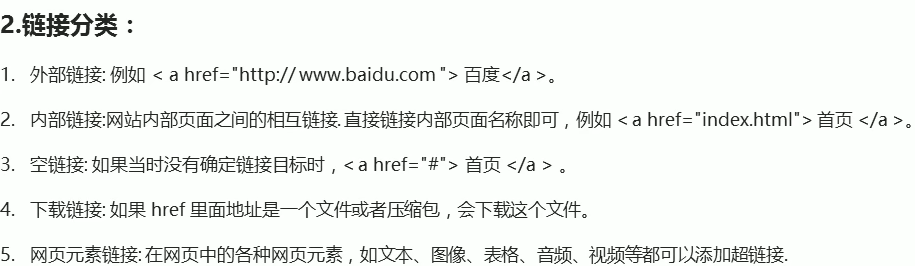 2.链接分类：
1. 外部链接: 例如 < a href="http:// www.baidu.com "> 百度</a >。
2. 内部链接:网站内部页面之间的相互链接. 直接链接内部页面名称即可，例如 < a href="index.html"> 首页 </a >。
3. 空链接: 如果当时没有确定链接目标时，< a href="#"> 首页 </a > 。
4. 下载链接: 如果 href 里面地址是一个文件或者压缩包，会下载这个文件。
5. 网页元素链接: 在网页中的各种网页元素，如文本、图像、表格、音频、视频等都可以添加超链接.